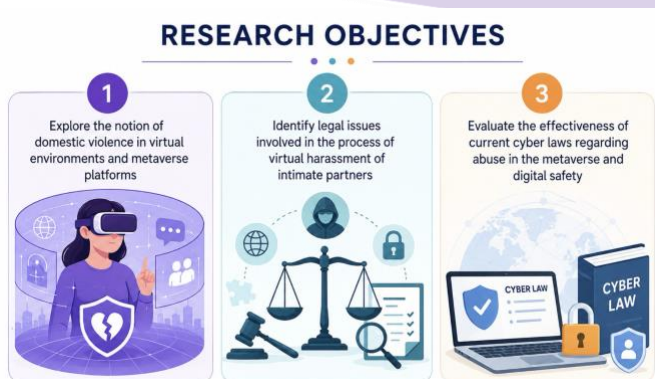 RESEARCH OBJECTIVES
1
Explore the notion of
domestic violence in virtual
environments and metaverse
platforms
2
Identify legal issues
involved in the process of
virtual harassment of
intimate partners
3
Evaluate the effectiveness of
current cyber laws regarding
abuse in the metaverse and
digital safety
CYBER LAW
CYBER
LAW